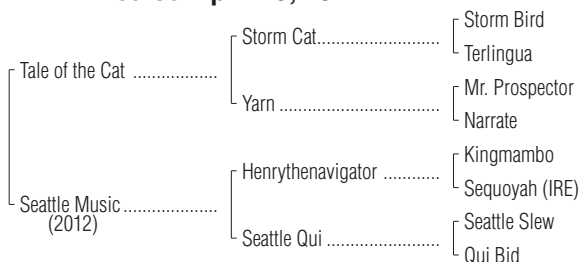 Storm Bird
Storm Cat........................
Terlingua
Tale of the Cat .................
Mr. Prospector
Yarn ................................
Narrate
Kingmambo
Henrythenavigator ...........
Sequoyah (IRE)
Seattle Music ...................
(2012)
Seattle Slew
Seattle Qui ......................
Qui Bid